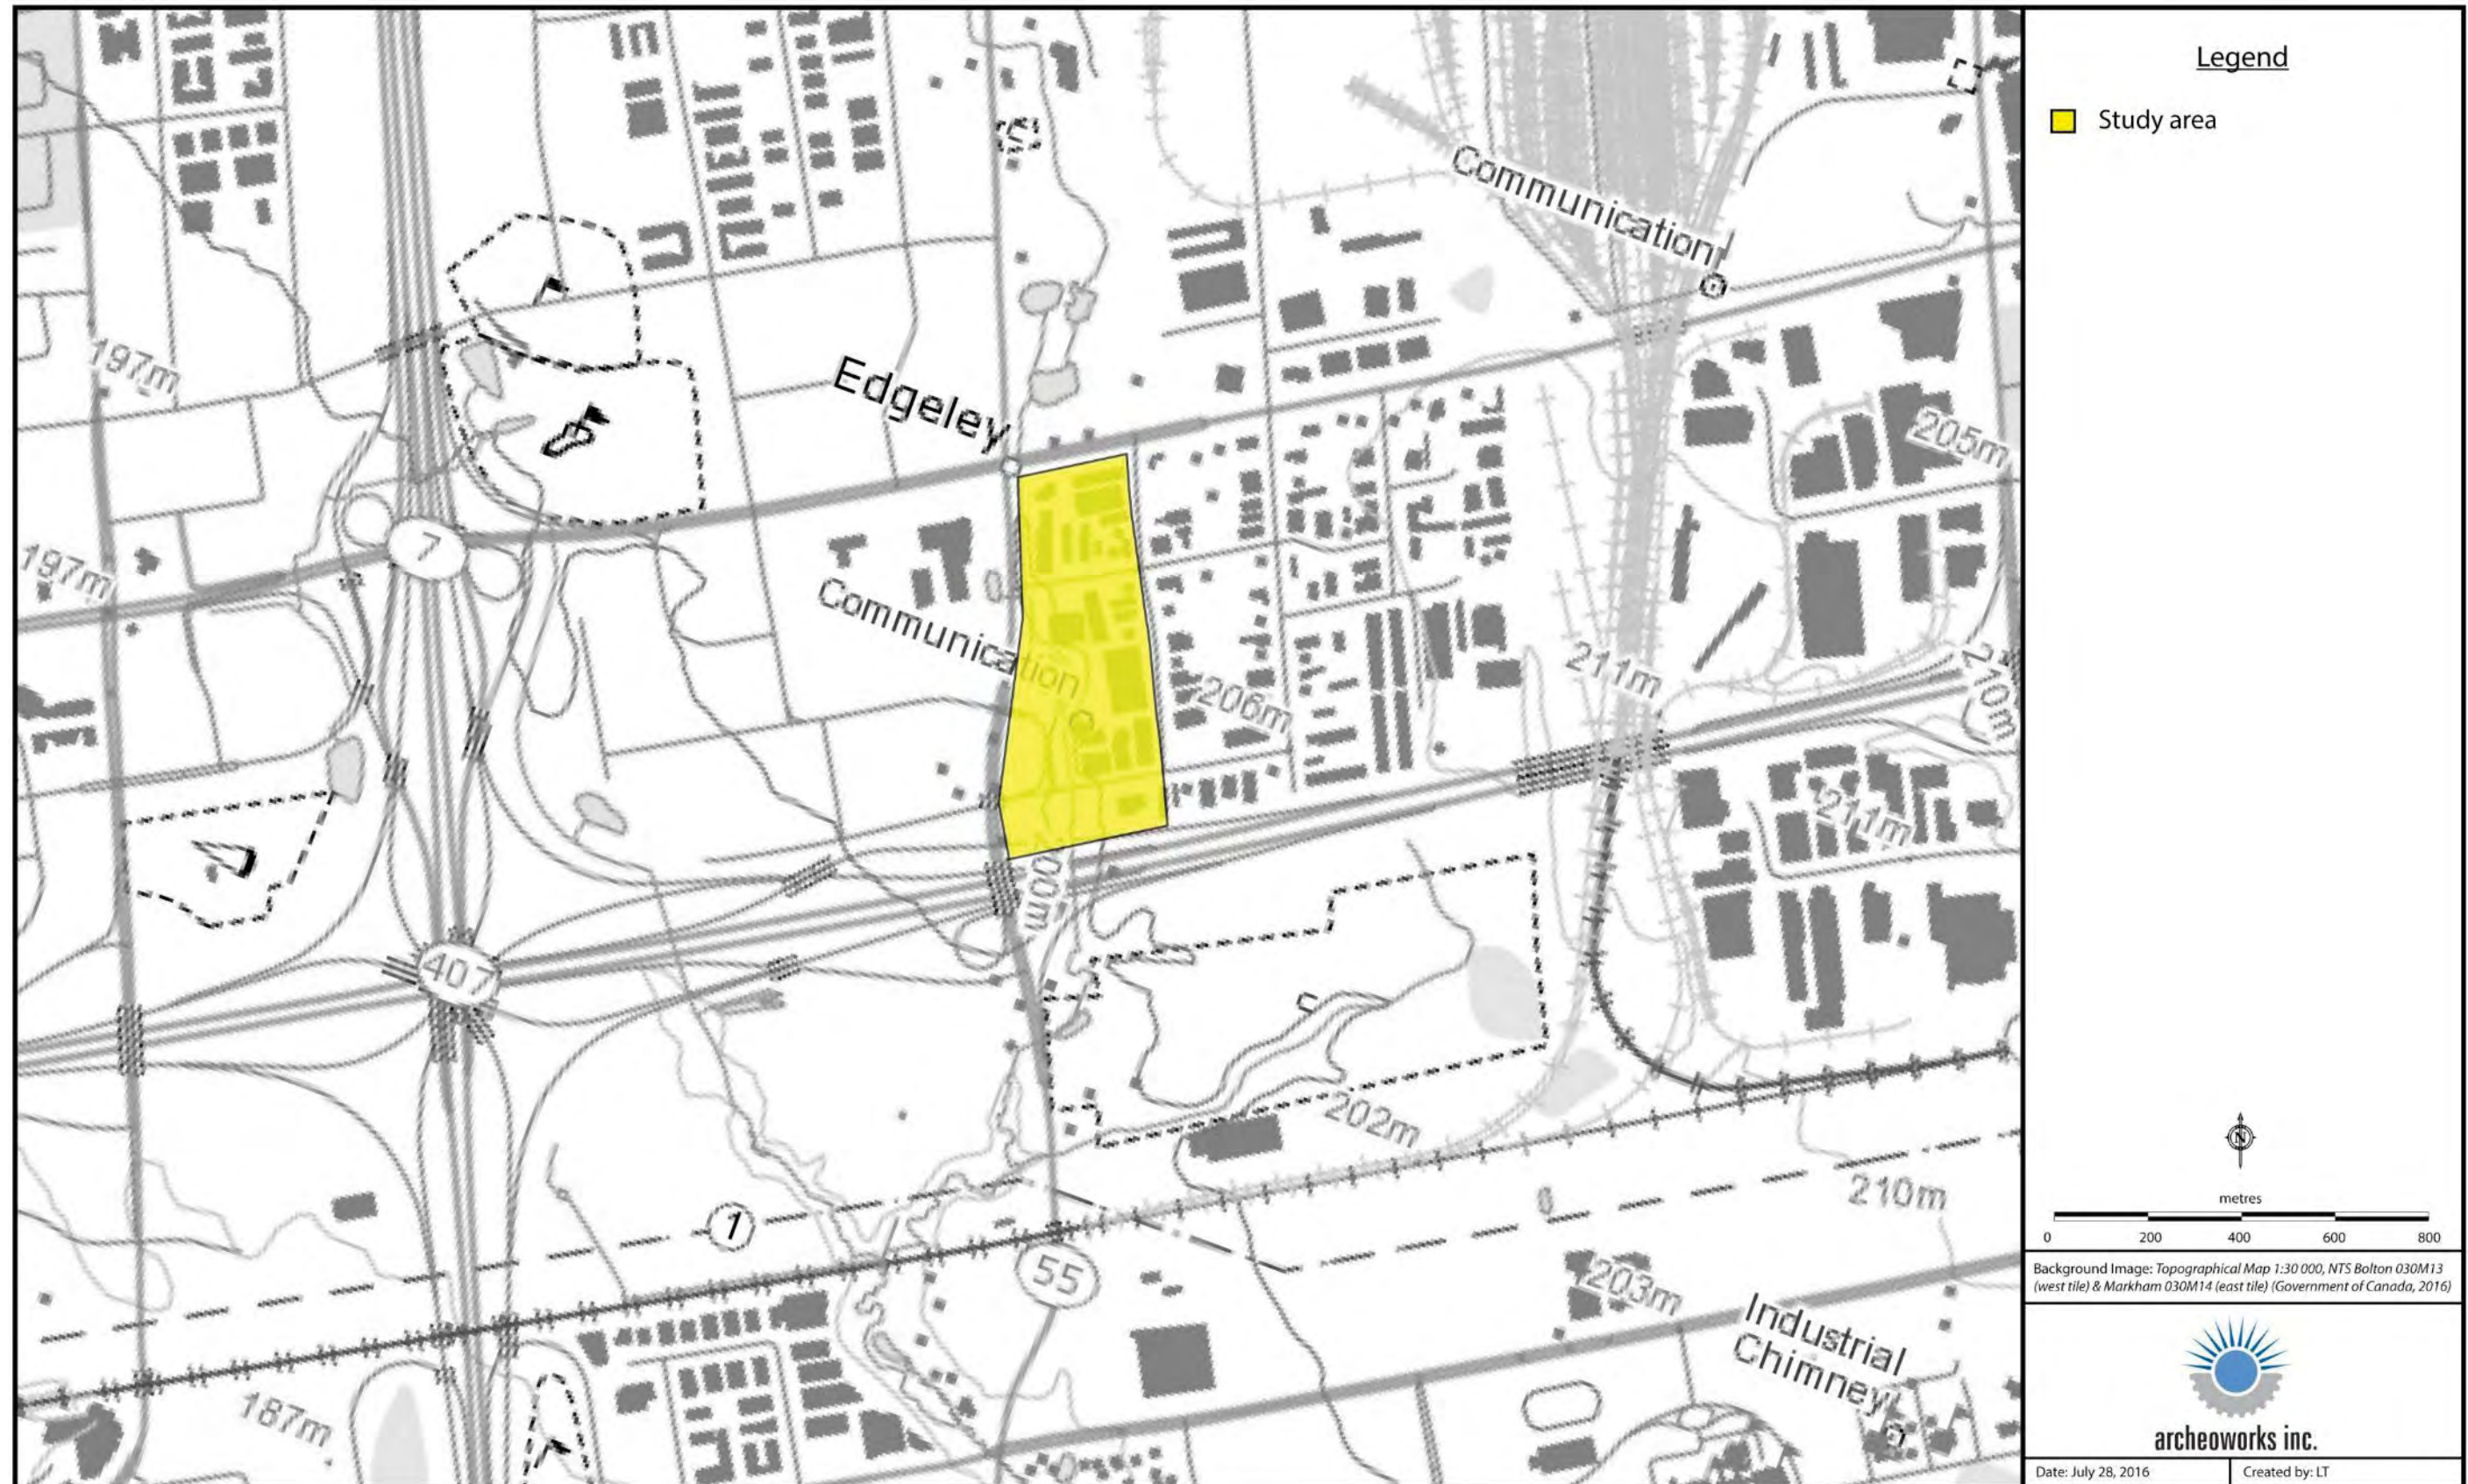 Communication
Edgeley
197m
205m
7
197m
Communication
211m
206m
210m
211m
407
202m
210m
1
55
203m
Industrial
Chimney
187m
Legend
Study area
N
metres
0 200 400 600 800
Background Image: Topographical Map 1:30 000, NTS Bolton 030M13
(west tile) & Markham 030M14 (east tile) (Government of Canada, 2016)
archeoworks inc.
Date: July 28, 2016
Created by: LT